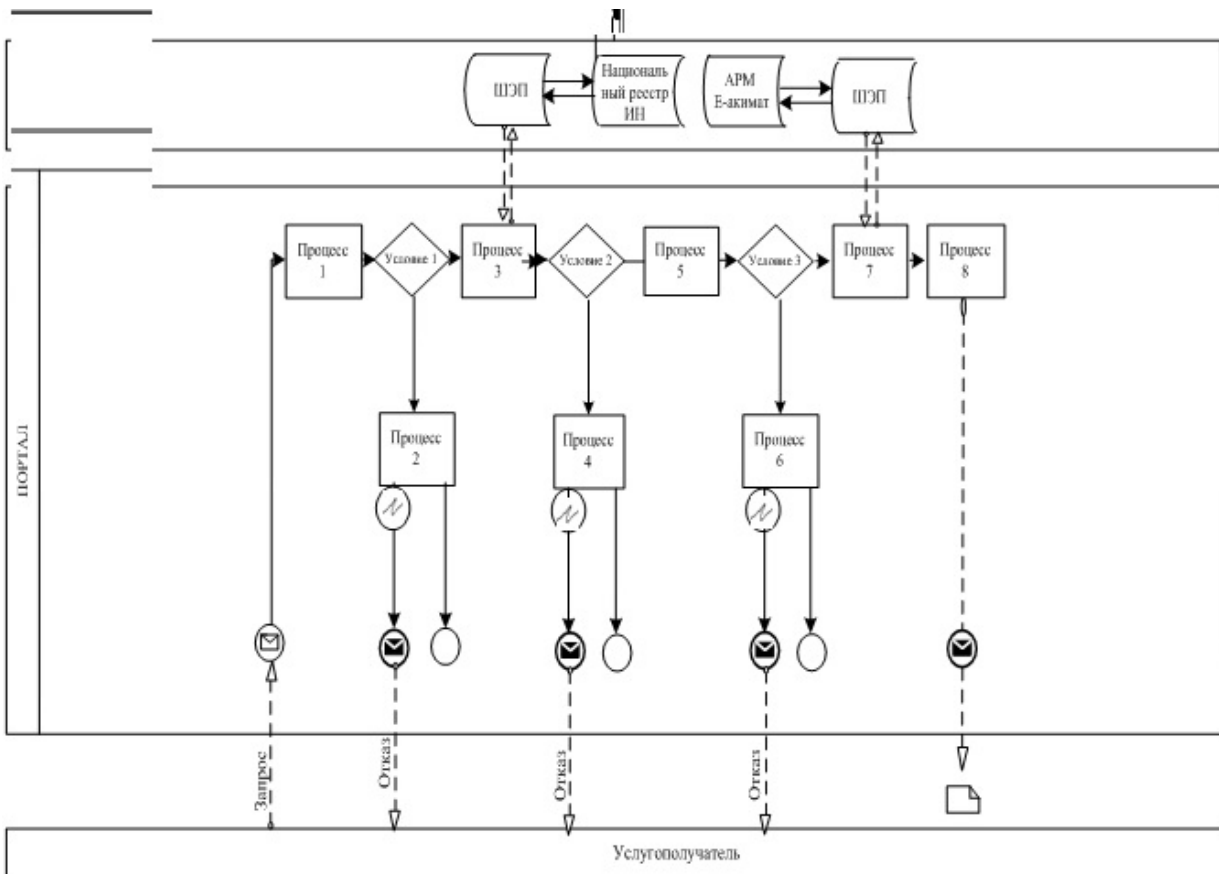 ¶
ШЭП
Националь
ный реестр
ИН
АРМ
Е-акимат
ШЭП
ПОРТАЛ
Процесс
1
Условие 1
Процесс
3
Условие 2
Процесс
5
Условие 3
Процесс
7
Процесс
8
Процесс
2
Процесс
4
Процесс
6
Запрос
Отказ
Отказ
Отказ
Услугополучатель